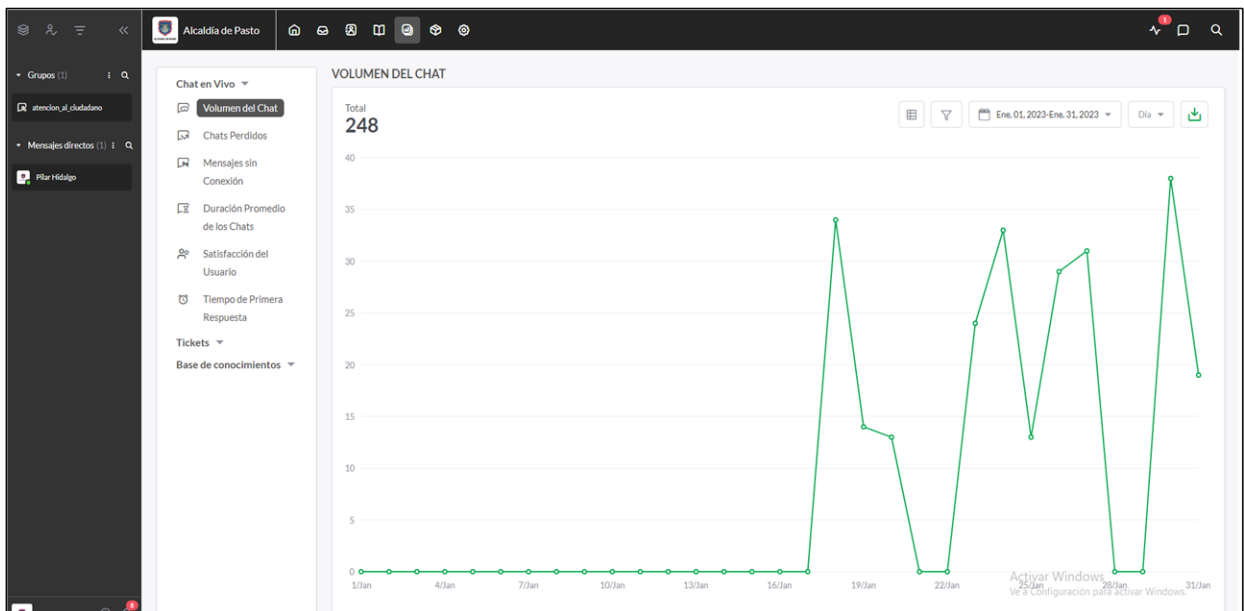 Alcaldía de Pasto
1
Grupos (1)
atencion_al_ciudadano
Mensajes directos (1)
Pilar Hidalgo
8
Chat en Vivo
Volumen del Chat
Chats Perdidos
Mensajes sin
Conexión
Duración Promedio
de los Chats
Satisfacción del
Usuario
Tiempo de Primera
Respuesta
Tickets
Base de conocimientos
VOLUMEN DEL CHAT
Total
248
Ene. 01, 2023-Ene. 31, 2023
Día
40
35
30
25
20
15
10
5
0
1/Jan 4/Jan 7/Jan 10/Jan 13/Jan 16/Jan 19/Jan 22/Jan 25/Jan 28/Jan 31/Jan
Activar Windows
Ve a Configuración para activar Windows.